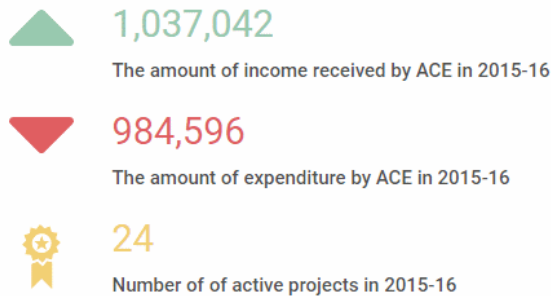 1,037,042
The amount of income received by ACE in 2015-16
984,596
The amount of expenditure by ACE in 2015-16
24
Number of of active projects in 2015-16